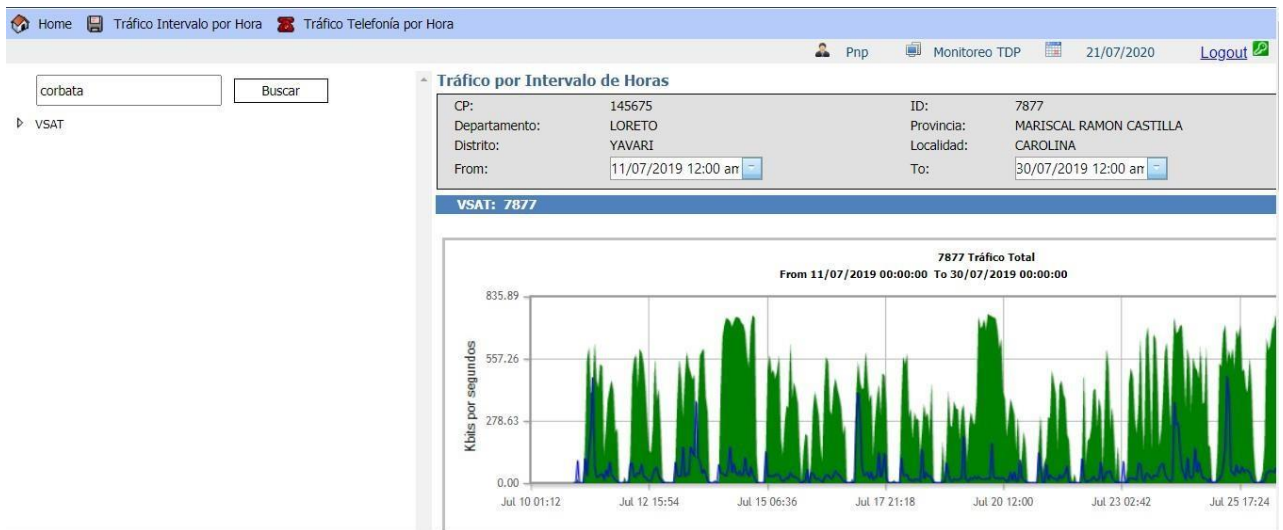 Home Tráfico Intervalo por Hora Tráfico Telefonía por Hora
Pnp Monitoreo TDP 21/07/2020 Logout
corbata Buscar
VSAT
Tráfico por Intervalo de Horas
CP: 145675 ID: 7877
Departamento: LORETO Provincia: MARISCAL RAMON CASTILLA
Distrito: YAVARI Localidad: CAROLINA
From: 11/07/2019 12:00 am To: 30/07/2019 12:00 am
VSAT: 7877
7877 Tráfico Total
From 11/07/2019 00:00:00 To 30/07/2019 00:00:00
835.89
557.26
278.63
0.00
Kbits por segundos
Jul 10 01:12 Jul 12 15:54 Jul 15 06:36 Jul 17 21:18 Jul 20 12:00 Jul 23 02:42 Jul 25 17:24